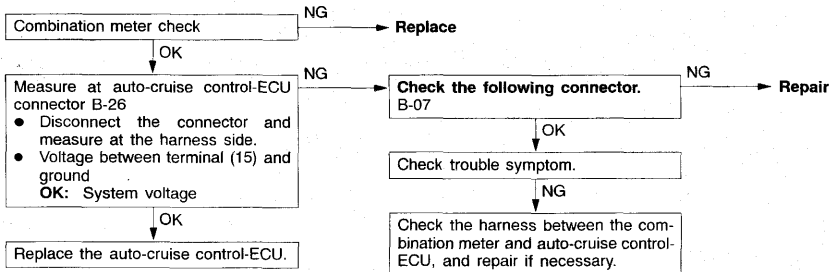 Combination meter check
NG
Replace
OK
Measure at auto-cruise control-ECU
connector B-26
● Disconnect the connector and
measure at the harness side.
● Voltage between terminal (15) and
ground
OK: System voltage
NG
Check the following connector.
B-07
NG
Repair
OK
Check trouble symptom.
NG
Check the harness between the com-
bination meter and auto-cruise control-
ECU, and repair if necessary.
OK
Replace the auto-cruise control-ECU.